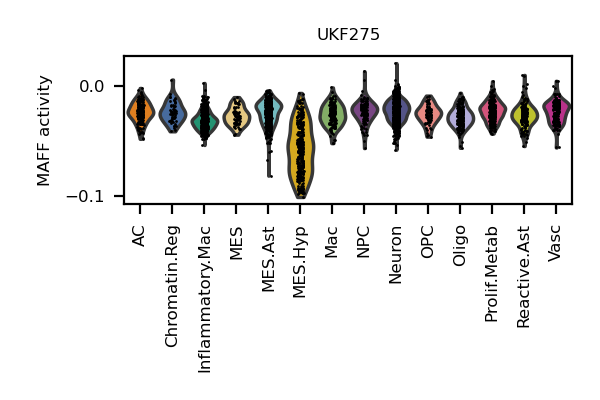 UKF275
MAFF activity
0.0
−0.1
AC
Chromatin.Reg
Inflammatory.Mac
MES
MES.Ast
MES.Hyp
Mac
NPC
Neuron
OPC
Oligo
Prolif.Metab
Reactive.Ast
Vasc